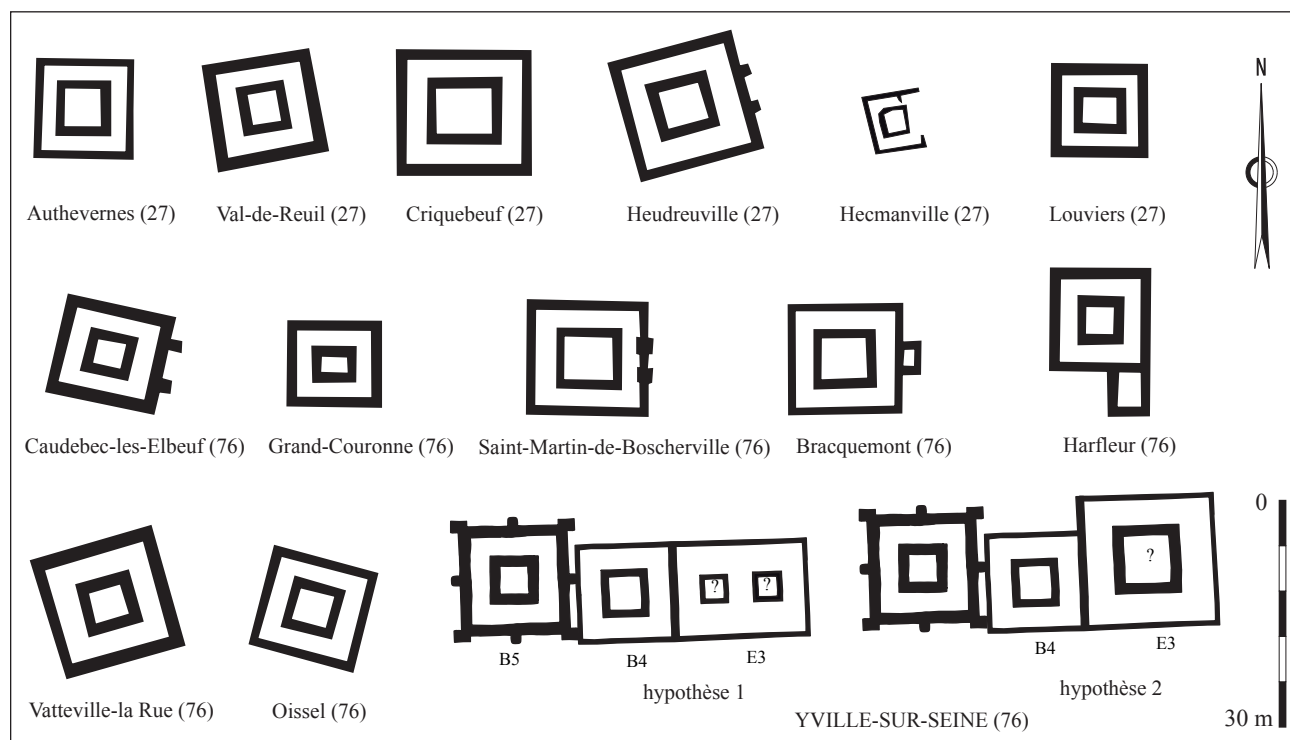 N
Authevernes (27) Val-de-Reuil (27) Criquebeuf (27) Heudreuville (27) Hecmanville (27) Louviers (27)
Caudebec-les-Elbeuf (76) Grand-Couronne (76) Saint-Martin-de-Boscherville (76) Bracquemont (76) Harfleur (76)
0
? ? ?
B5 B4 E3 B4 E3
hypothèse 1 hypothèse 2
Vatteville-la Rue (76) Oissel (76) YVILLE-SUR-SEINE (76) 30 m